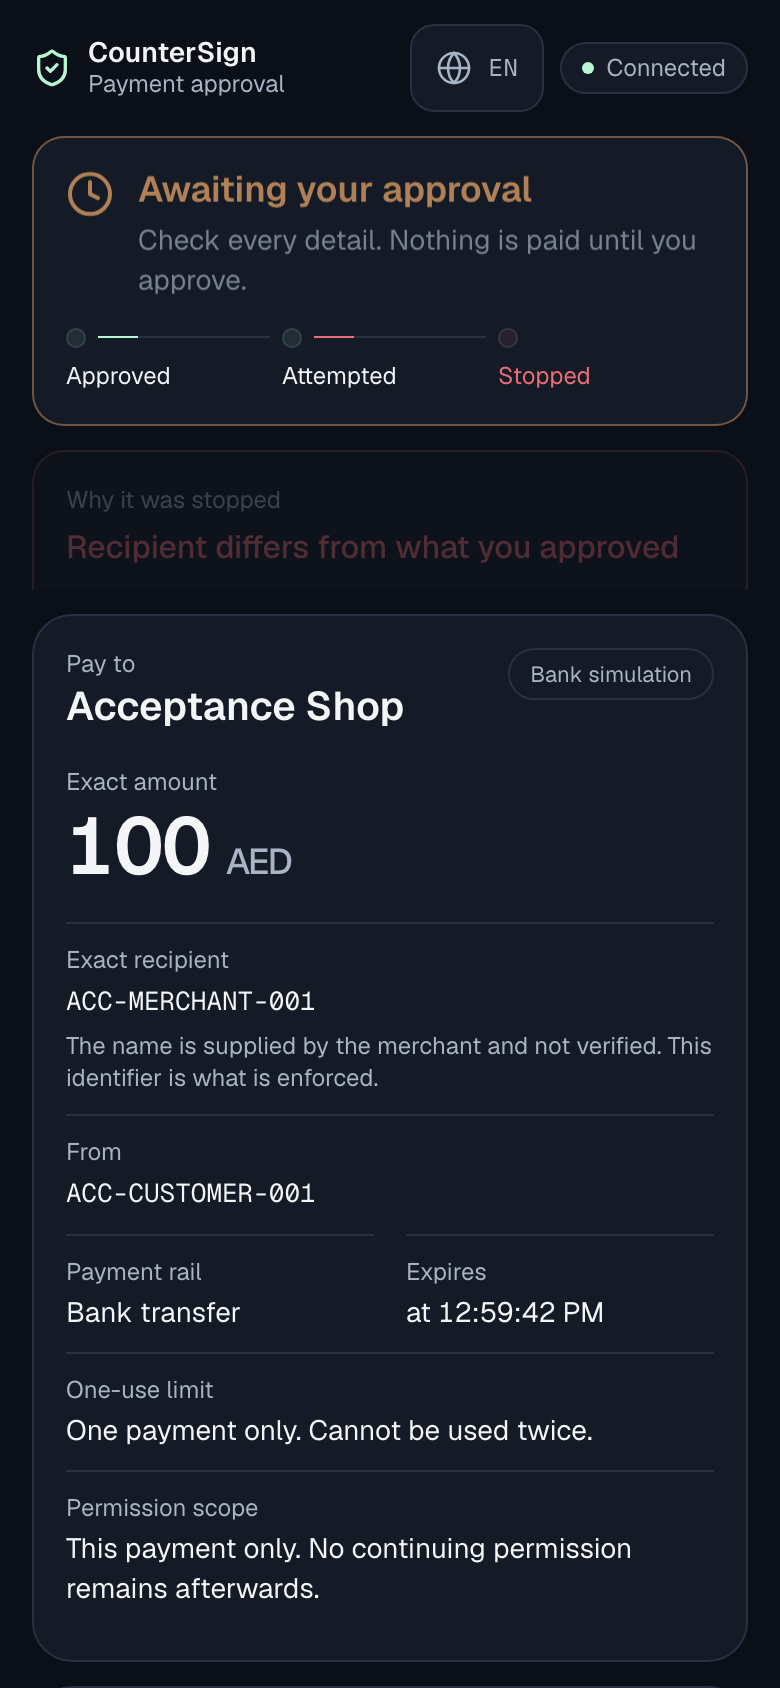 CounterSign
Payment approval
EN
Connected
Awaiting your approval
Check every detail. Nothing is paid until you
approve.
Approved
Attempted
Stopped
Why it was stopped
Recipient differs from what you approved
Pay to
Acceptance Shop
Bank simulation
Exact amount
100 AED
Exact recipient
ACC-MERCHANT-001
The name is supplied by the merchant and not verified. This
identifier is what is enforced.
From
ACC-CUSTOMER-001
Payment rail
Bank transfer
Expires
at 12:59:42 PM
One-use limit
One payment only. Cannot be used twice.
Permission scope
This payment only. No continuing permission
remains afterwards.